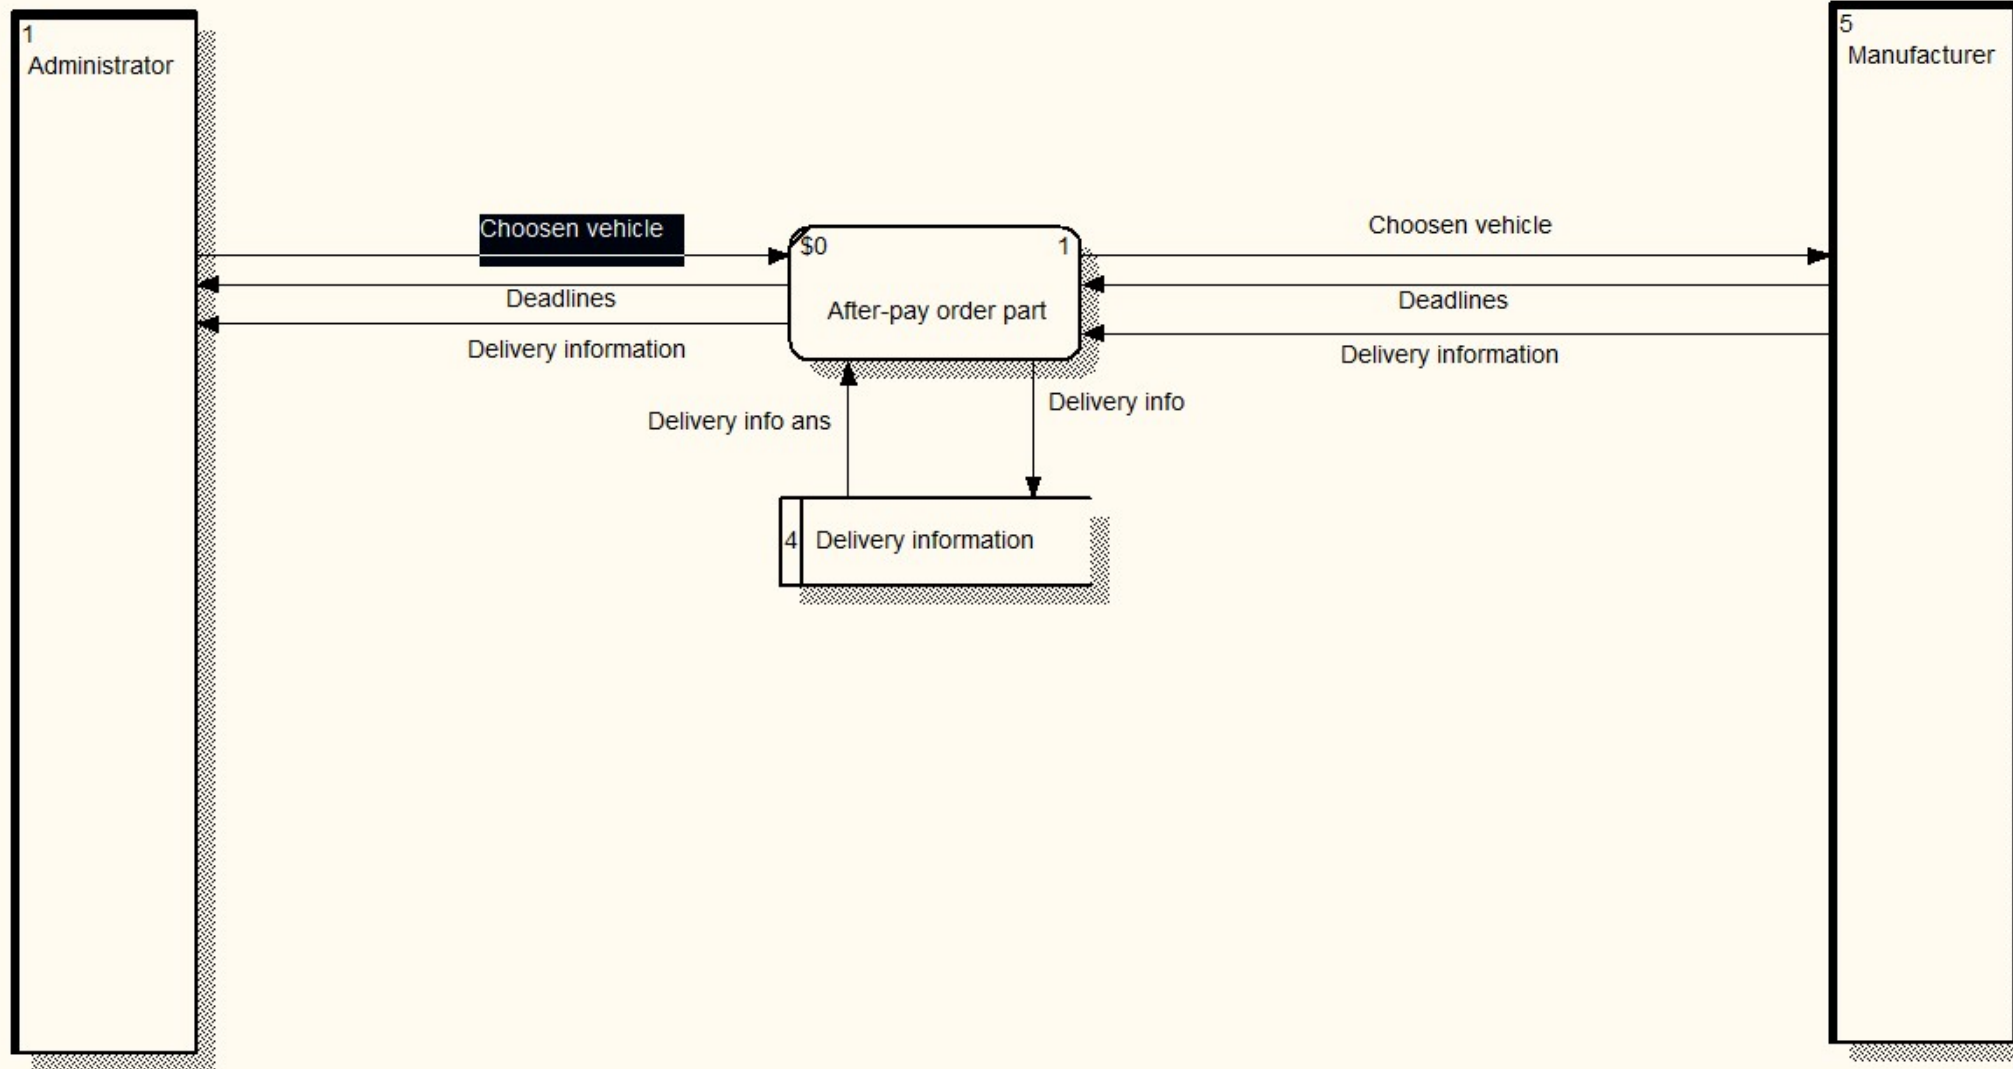 1
Administrator
5
Manufacturer
Choosen vehicle
$0
1
After-pay order part
Choosen vehicle
Deadlines
Deadlines
Delivery information
Delivery information
Delivery info ans
Delivery info
4
Delivery information